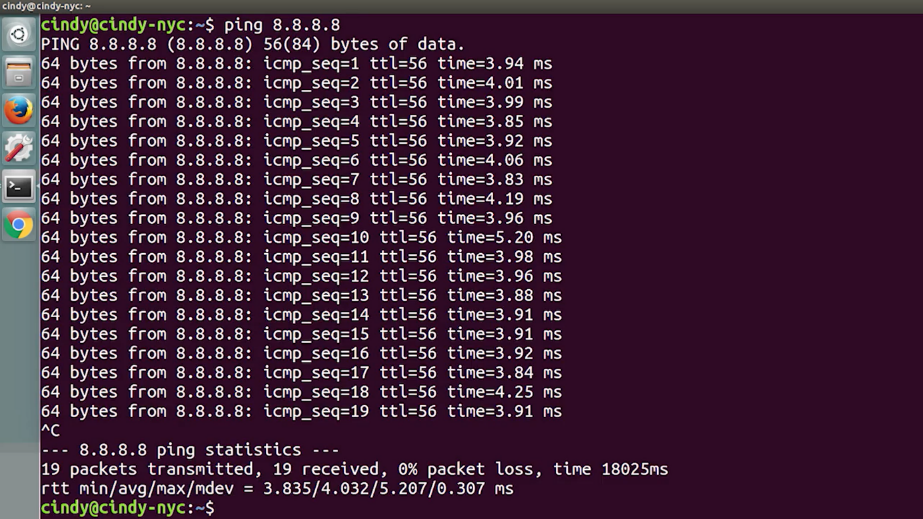 cindy@cindy-nyc: ~
cindy@cindy-nyc:~$ ping 8.8.8.8
PING 8.8.8.8 (8.8.8.8) 56(84) bytes of data.
64 bytes from 8.8.8.8: icmp_seq=1 ttl=56 time=3.94 ms
64 bytes from 8.8.8.8: icmp_seq=2 ttl=56 time=4.01 ms
64 bytes from 8.8.8.8: icmp_seq=3 ttl=56 time=3.99 ms
64 bytes from 8.8.8.8: icmp_seq=4 ttl=56 time=3.85 ms
64 bytes from 8.8.8.8: icmp_seq=5 ttl=56 time=3.92 ms
64 bytes from 8.8.8.8: icmp_seq=6 ttl=56 time=4.06 ms
64 bytes from 8.8.8.8: icmp_seq=7 ttl=56 time=3.83 ms
64 bytes from 8.8.8.8: icmp_seq=8 ttl=56 time=4.19 ms
64 bytes from 8.8.8.8: icmp_seq=9 ttl=56 time=3.96 ms
64 bytes from 8.8.8.8: icmp_seq=10 ttl=56 time=5.20 ms
64 bytes from 8.8.8.8: icmp_seq=11 ttl=56 time=3.98 ms
64 bytes from 8.8.8.8: icmp_seq=12 ttl=56 time=3.96 ms
64 bytes from 8.8.8.8: icmp_seq=13 ttl=56 time=3.88 ms
64 bytes from 8.8.8.8: icmp_seq=14 ttl=56 time=3.91 ms
64 bytes from 8.8.8.8: icmp_seq=15 ttl=56 time=3.91 ms
64 bytes from 8.8.8.8: icmp_seq=16 ttl=56 time=3.92 ms
64 bytes from 8.8.8.8: icmp_seq=17 ttl=56 time=3.84 ms
64 bytes from 8.8.8.8: icmp_seq=18 ttl=56 time=4.25 ms
64 bytes from 8.8.8.8: icmp_seq=19 ttl=56 time=3.91 ms
^C
--- 8.8.8.8 ping statistics ---
19 packets transmitted, 19 received, 0% packet loss, time 18025ms
rtt min/avg/max/mdev = 3.835/4.032/5.207/0.307 ms
cindy@cindy-nyc:~$